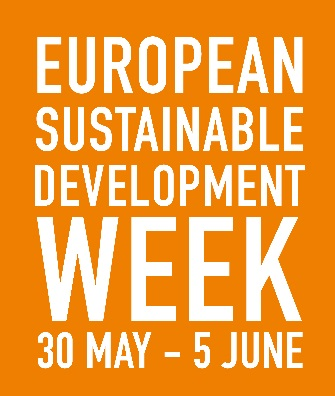 EUROPEAN
SUSTAINABLE
DEVELOPMENT
WEEK
30 MAY – 5 JUNE